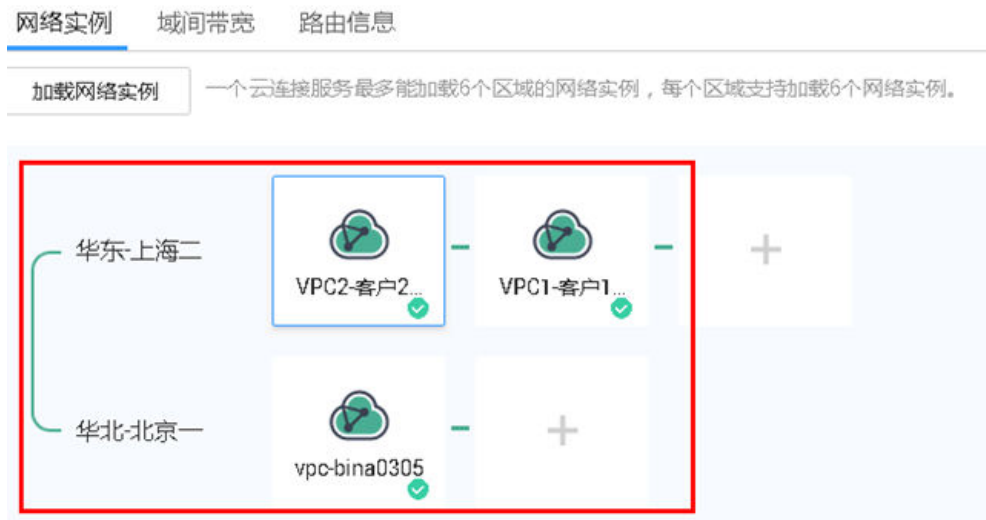 网络实例 域间带宽 路由信息
加载网络实例 一个云连接服务最多能加载6个区域的网络实例，每个区域支持加载6个网络实例。
华东-上海二
VPC2-客户2... VPC1-客户1...
华北-北京一
vpc-bina0305